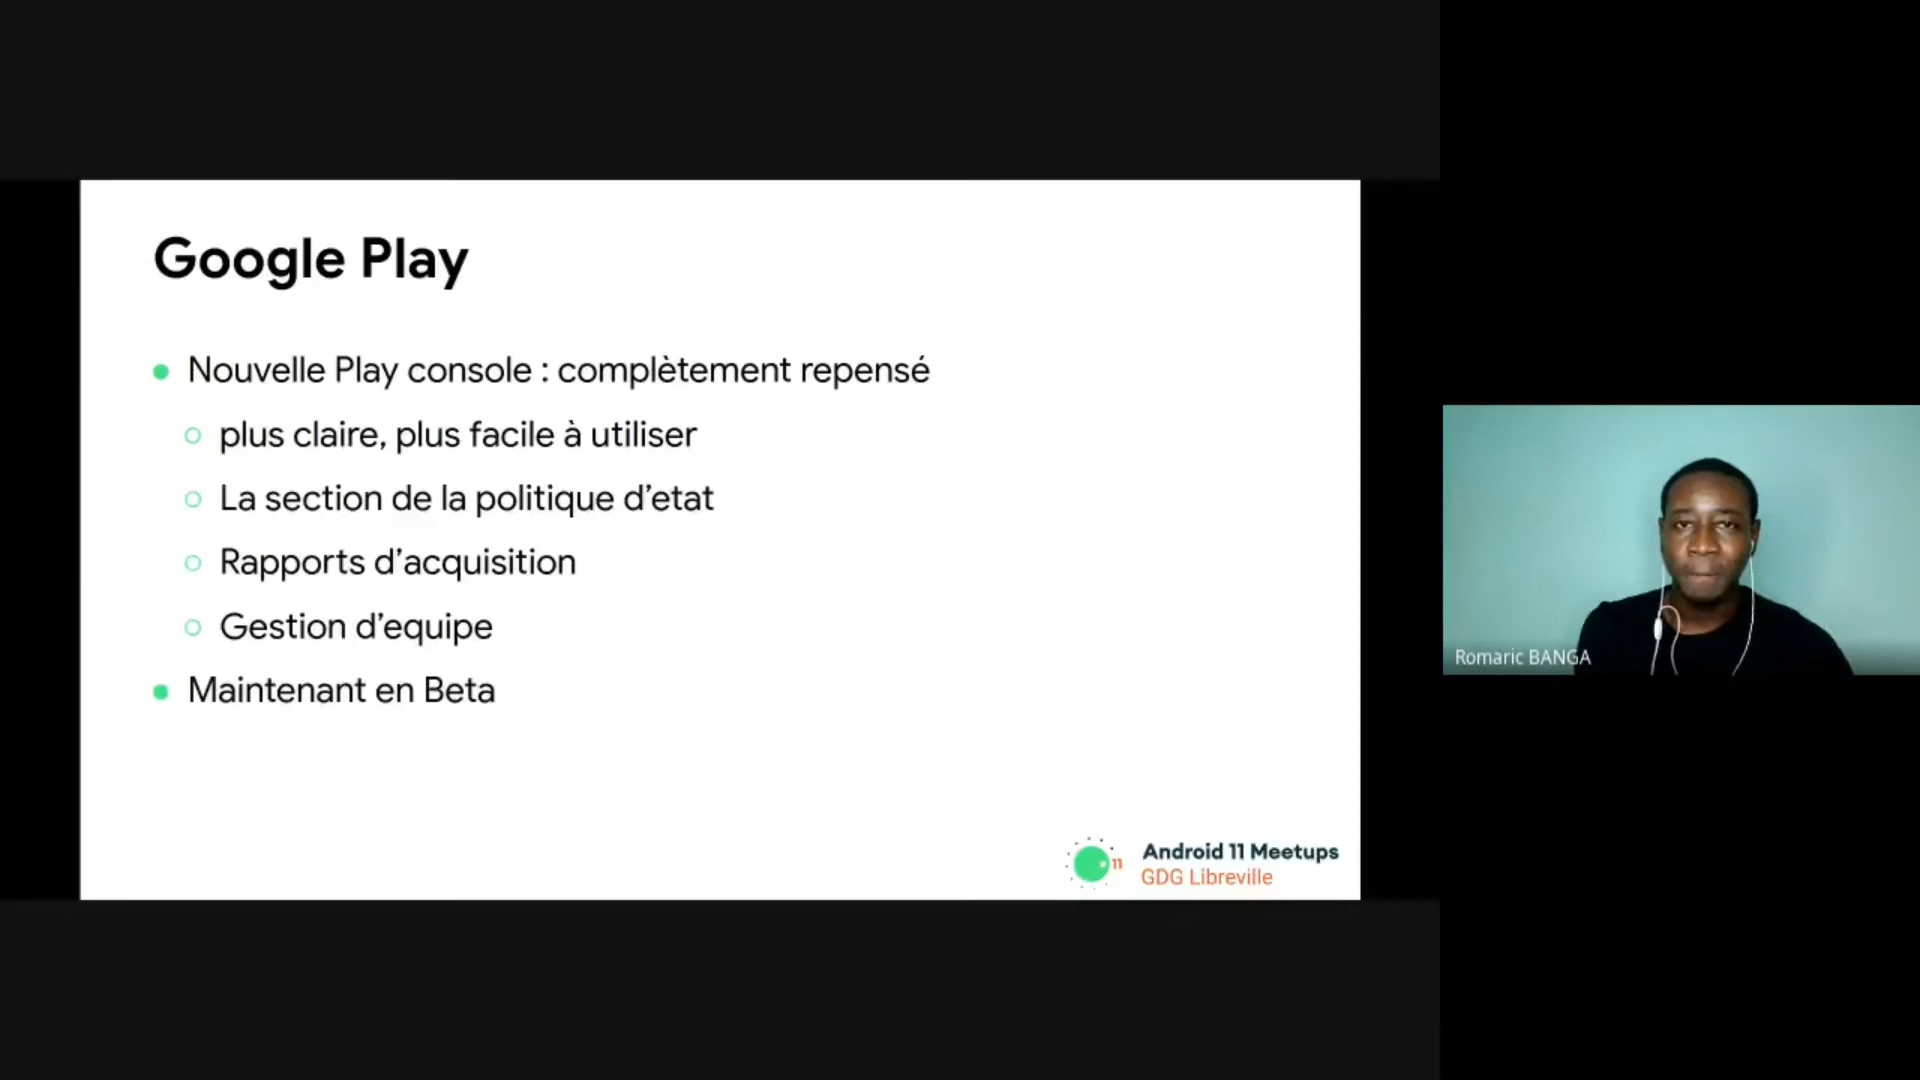 Google Play
Nouvelle Play console : complètement repensé
plus claire, plus facile à utiliser
La section de la politique d’etat
Rapports d’acquisition
Gestion d’equipe
Maintenant en Beta
11
Android 11 Meetups
GDG Libreville
Romaric BANGA